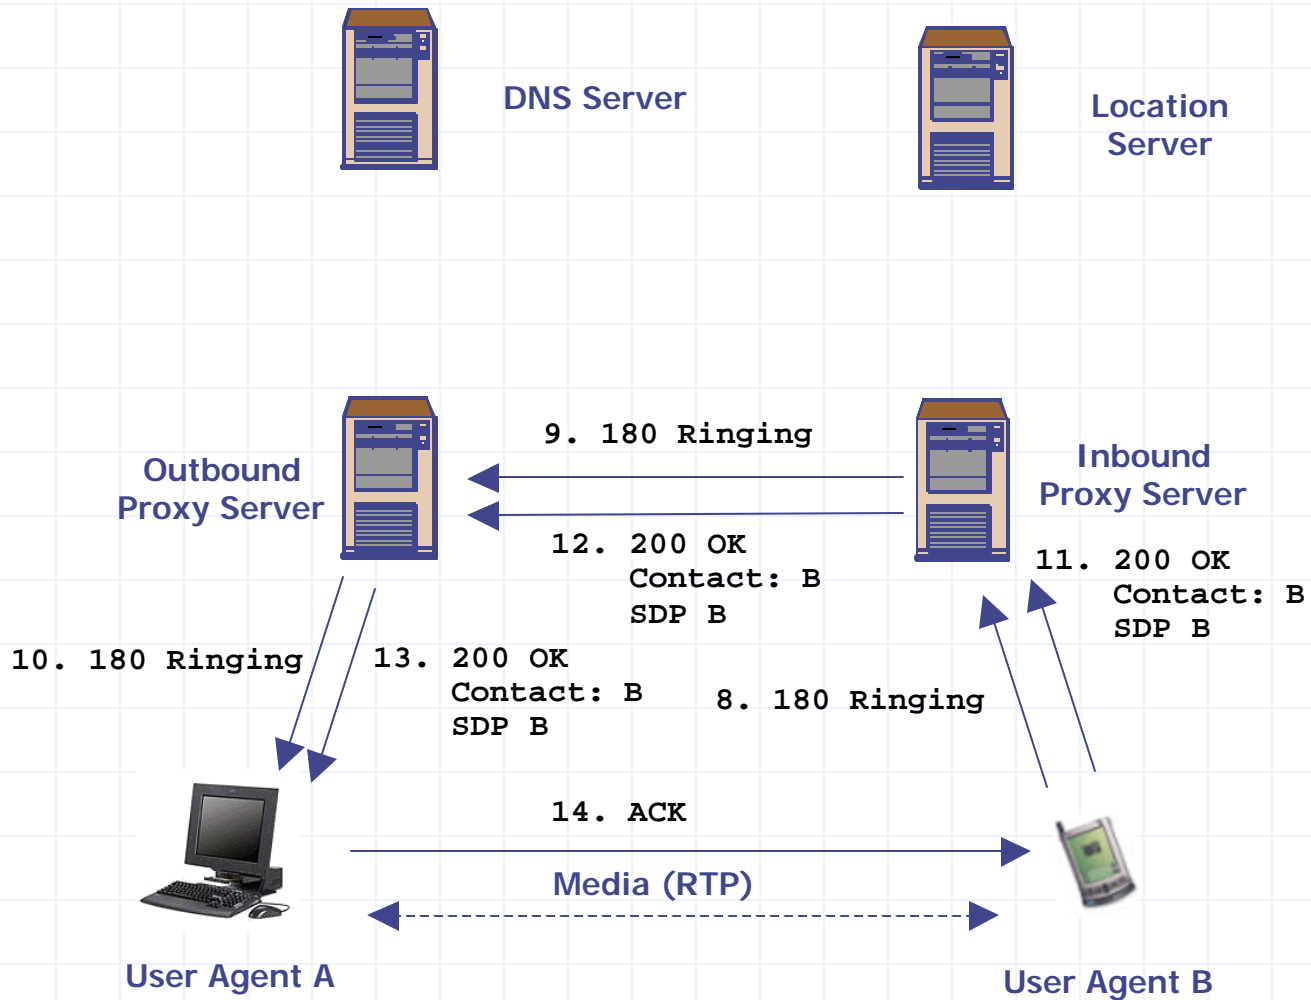 DNS Server
Location
Server
9. 180 Ringing
Outbound
Proxy Server
Inbound
Proxy Server
12. 200 OK
Contact: B
SDP B
11. 200 OK
Contact: B
SDP B
10. 180 Ringing
13. 200 OK
Contact: B
SDP B
8. 180 Ringing
14. ACK
Media (RTP)
User Agent A
User Agent B